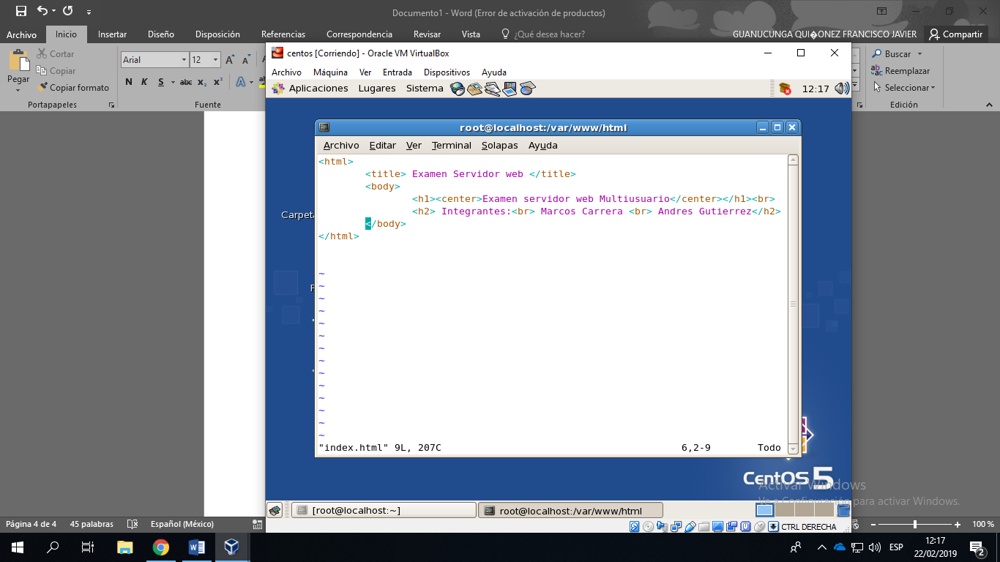 Documento1 - Word (Error de activación de productos)
Archivo Inicio Insertar Diseño Disposición Referencias Correspondencia Revisar Vista ¿Qué desea hacer? GUANUCUNGA QUI�ONEZ FRANCISCO JAVIER Compartir
Pegar
Cortar
Copiar
Copiar formato
Portapapeles
Arial 12
N K S abc x₂ x² A ab
Fuente
Buscar
Reemplazar
Seleccionar
Edición
centos [Corriendo] - Oracle VM VirtualBox
Archivo Máquina Ver Entrada Dispositivos Ayuda
Aplicaciones Lugares Sistema 12:17
Carpet
root@localhost:/var/www/html
Archivo Editar Ver Terminal Solapas Ayuda
<html>
<title> Examen Servidor web </title>
<body>
<h1><center>Examen servidor web Multiusuario</center></h1><br>
<h2> Integrantes:<br> Marcos Carrera <br> Andres Gutierrez</h2>
</body>
</html>
~
~
~
~
~
~
~
~
~
~
~
~
~
~
"index.html" 9L, 207C 6,2-9 Todo
CentOS 5
Activar Windows
Ve a Configuración para activar Windows.
[root@localhost:~] root@localhost:/var/www/html
CTRL DERECHA
Página 4 de 4 45 palabras Español (México) 100 %
ESP 12:17
22/02/2019 2